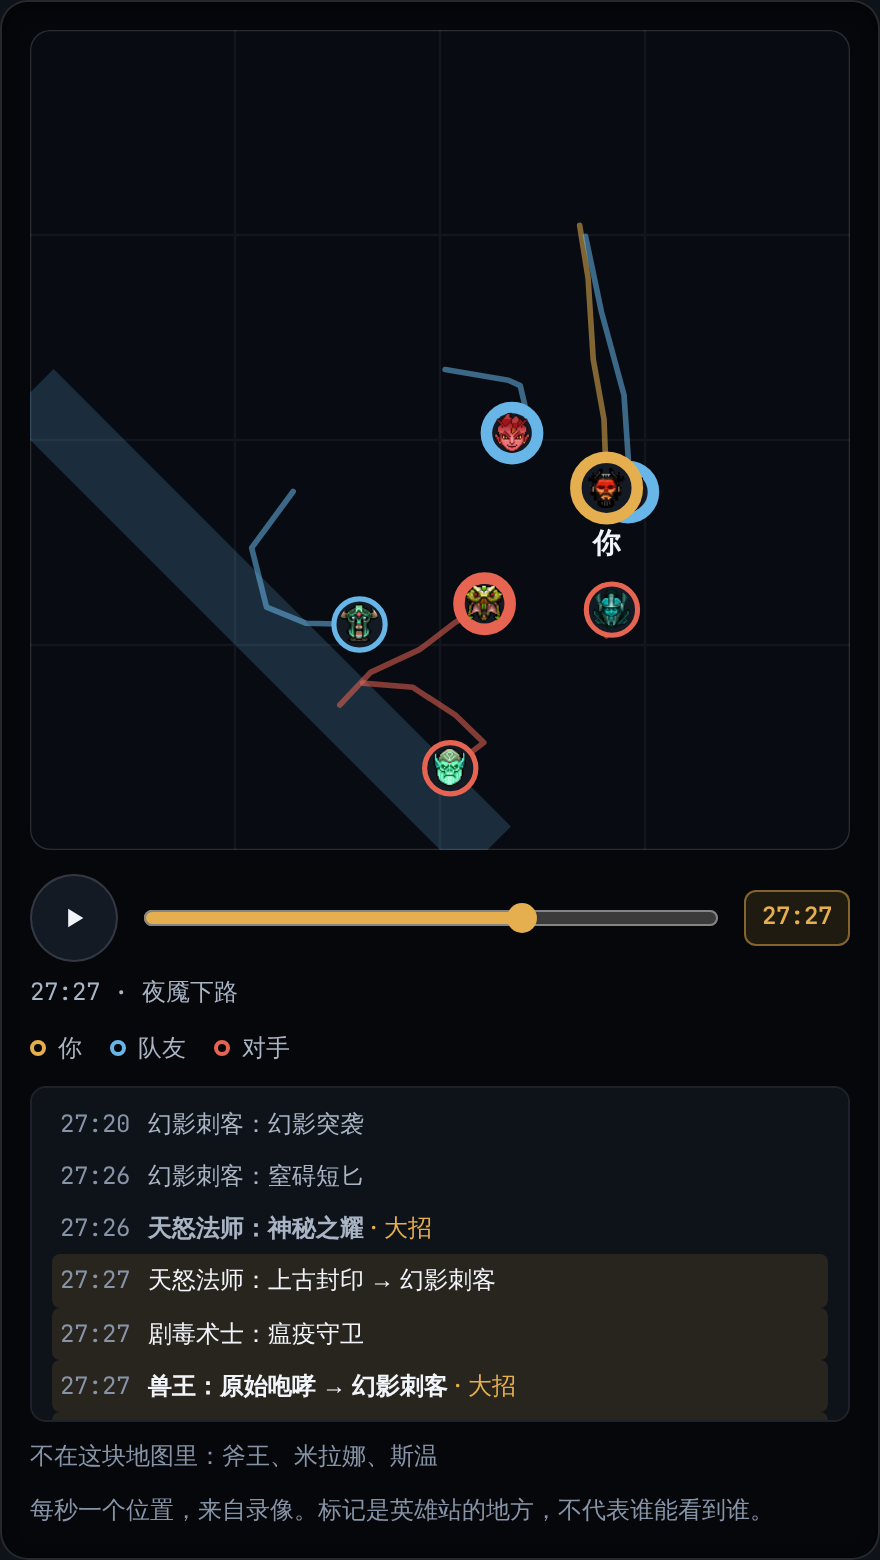 你
27:27
27:27 · 夜魇下路
你 队友 对手
27:20 幻影刺客：幻影突袭
27:26 幻影刺客：窒碍短匕
27:26 天怒法师：神秘之耀 · 大招
27:27 天怒法师：上古封印 → 幻影刺客
27:27 剧毒术士：瘟疫守卫
27:27 兽王：原始咆哮 → 幻影刺客 · 大招
不在这块地图里：斧王、米拉娜、斯温
每秒一个位置，来自录像。标记是英雄站的地方，不代表谁能看到谁。